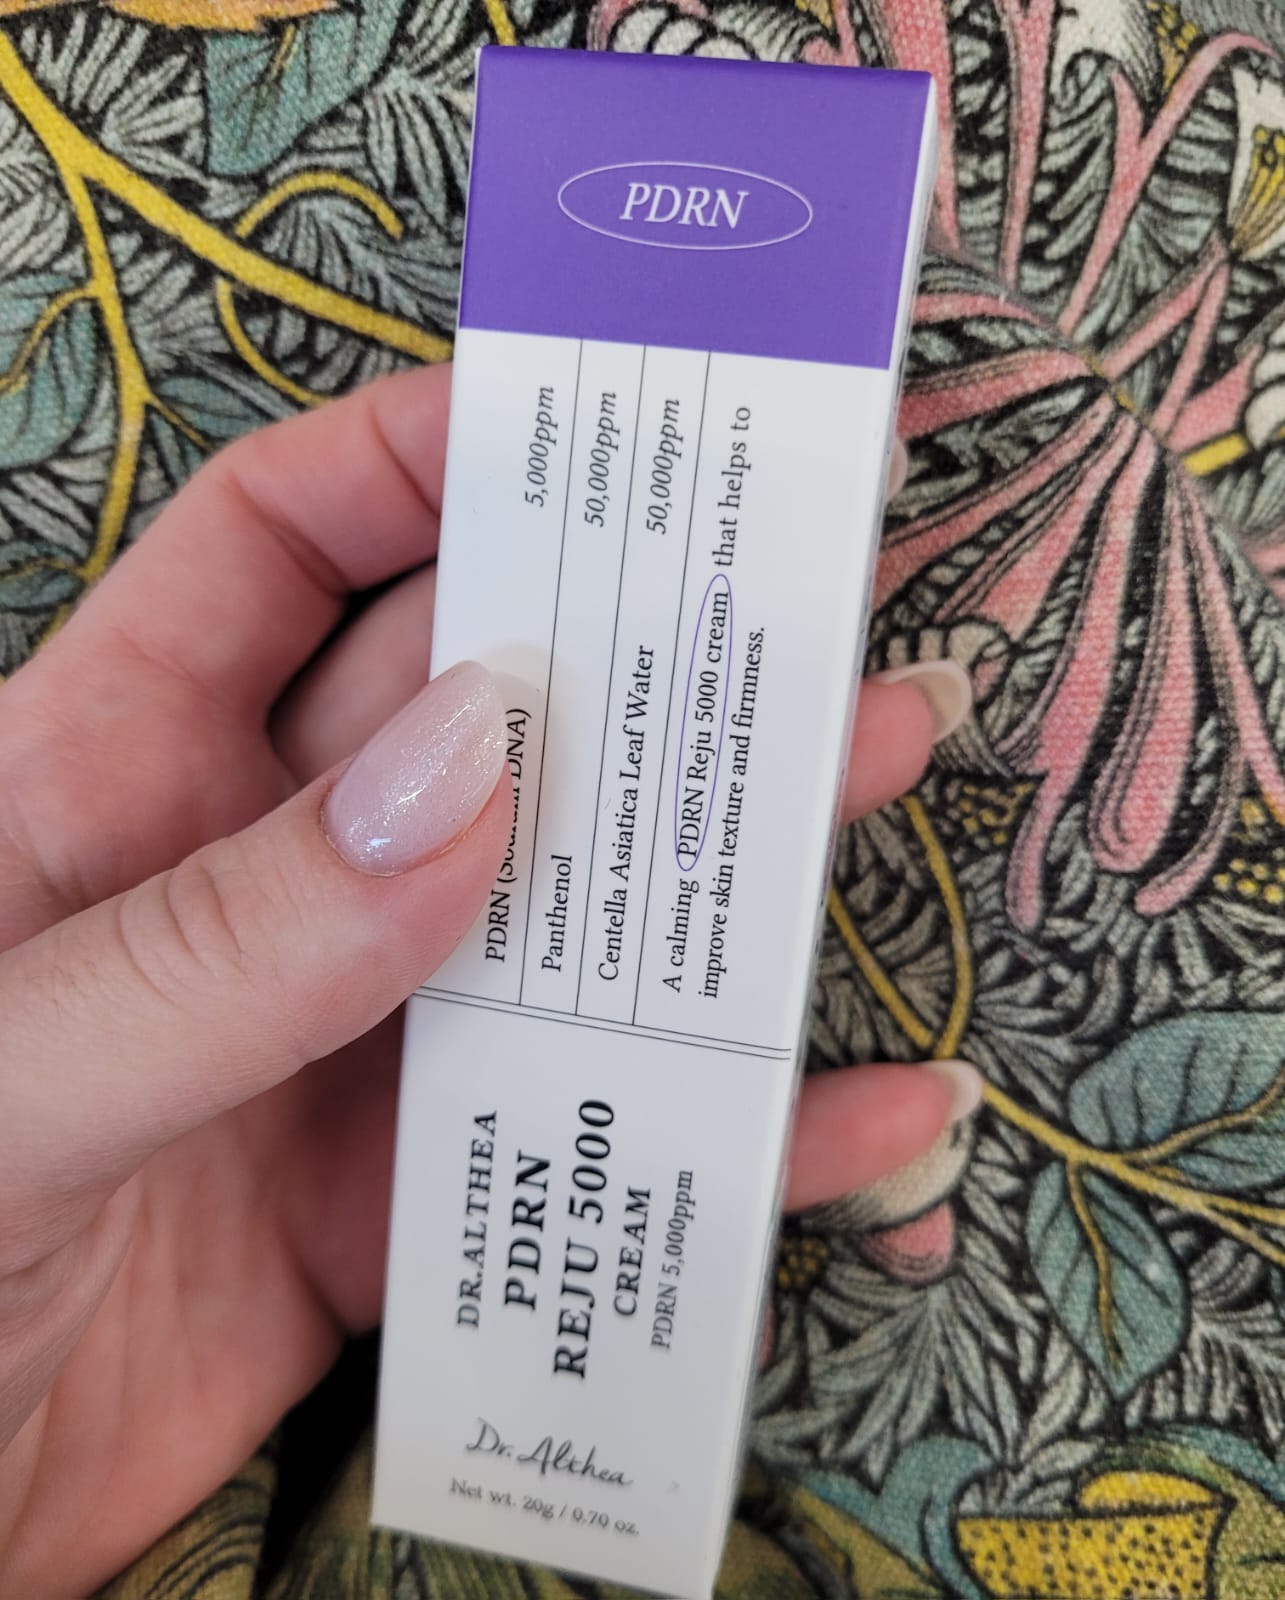 PDRN
PDRN DNA) 5,000ppm
Panthenol 50,000ppm
Centella Asiatica Leaf Water 50,000ppm
A calming PDRN Reju 5000 cream that helps to
improve skin texture and firmness.
DR.ALTHEA
PDRN
REJU 5000
CREAM
PDRN 5,000ppm
Dr. Althea
Net wt. 20g / 0.70 oz.